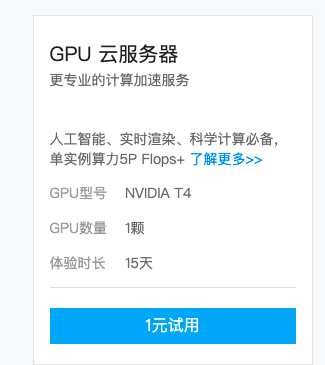 GPU 云服务器
更专业的计算加速服务
人工智能、实时渲染、科学计算必备，
单实例算力5P Flops+ 了解更多>>
GPU型号 NVIDIA T4
GPU数量 1颗
体验时长 15天
1元试用